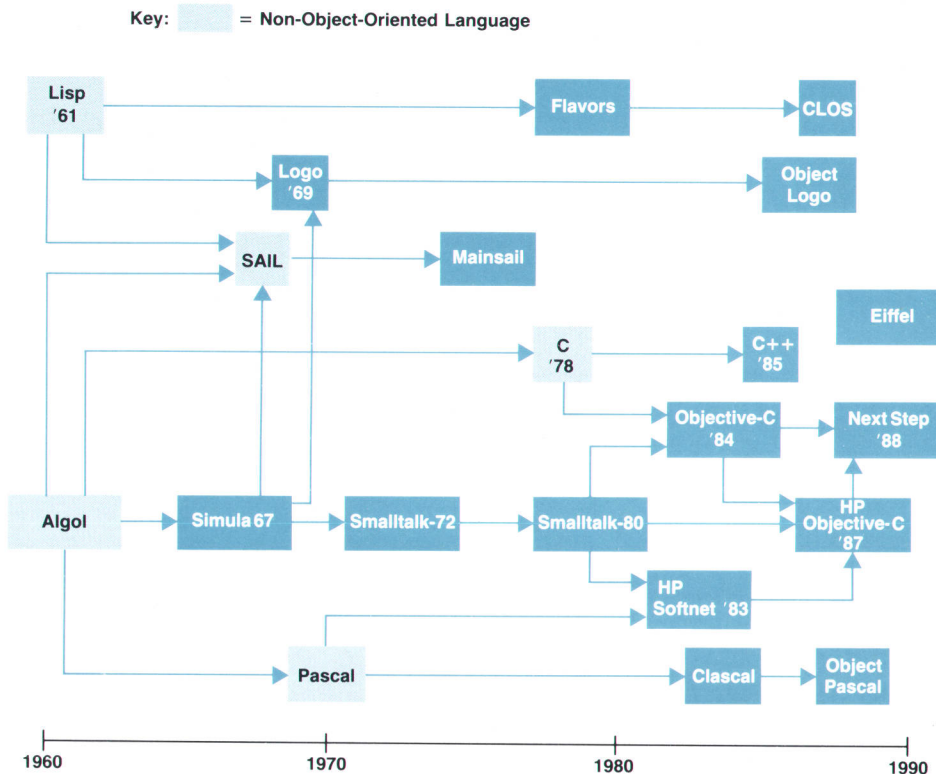 Key: = Non-Object-Oriented Language
Lisp
'61
Flavors
CLOS
Logo
'69
Object
Logo
SAIL
Mainsail
Eiffel
C
'78
C++
'85
Objective-C
'84
Next Step
'88
Algol
Simula 67
Smalltalk-72
Smalltalk-80
HP
Objective-C
'87
HP
Softnet '83
Pascal
Clascal
Object
Pascal
1960
1970
1980
1990